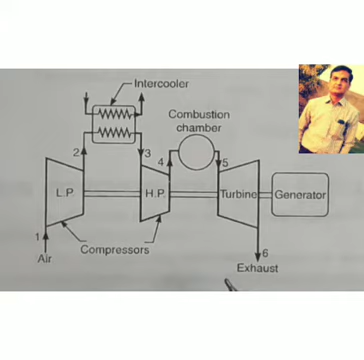 Intercooler
Combustion
chamber
2
3
4
5
L.P.
H.P.
Turbine
Generator
1
Compressors
6
Air
Exhaust